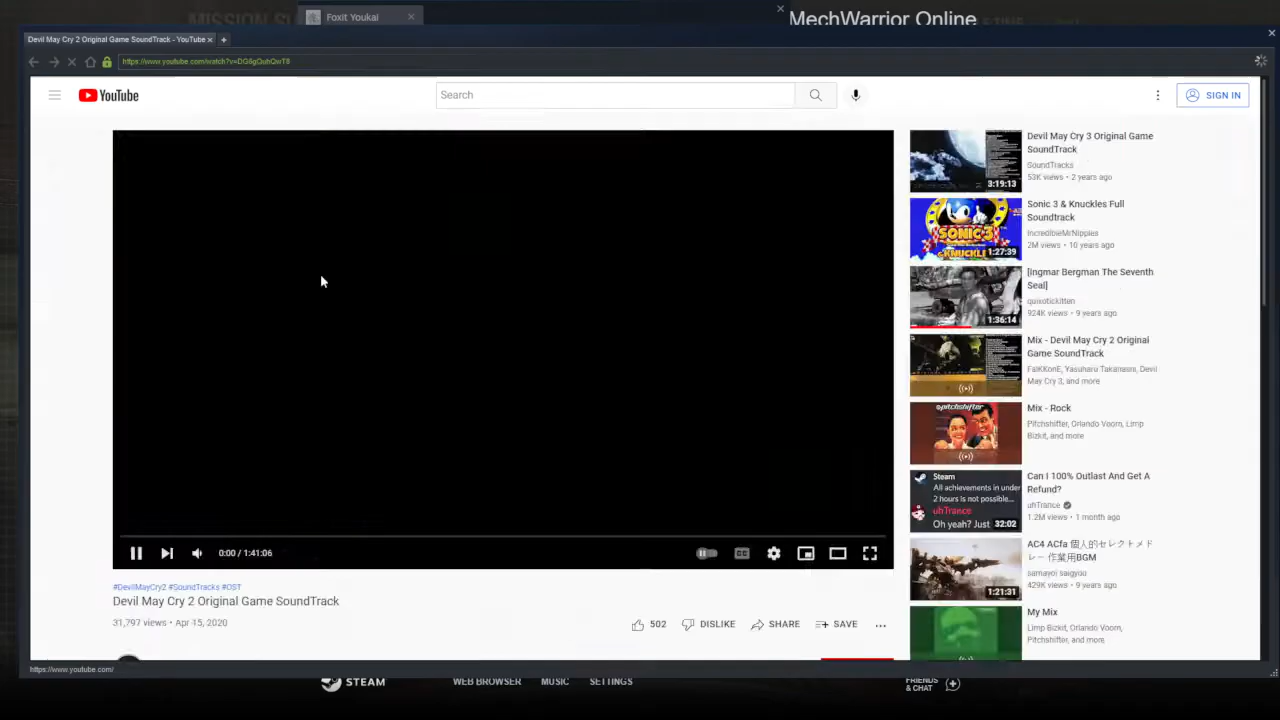 MISSION SU
Foxit Youkai
MechWarrior Online
Devil May Cry 2 Original Game SoundTrack - YouTube
YouTube
Search
SIGN IN
0:00 / 1:41:06
#DevilMayCry2 #SoundTracks #OST
Devil May Cry 2 Original Game SoundTrack
31,797 views • Apr 15, 2020
502
DISLIKE
SHARE
SAVE
3:19:13
Devil May Cry 3 Original Game
SoundTrack
SoundTracks
53K views • 2 years ago
SONIC 3
& KNUCKLE
1:27:39
Sonic 3 & Knuckles Full
Soundtrack
IncredibleMrNipples
2M views • 10 years ago
1:36:14
[Ingmar Bergman The Seventh
Seal]
quixotickitten
924K views • 9 years ago
Mix - Devil May Cry 2 Original
Game SoundTrack
FalKKonE, Yasuharu Takanashi, Devil
May Cry 3, and more
pitchshifter
Mix - Rock
Pitchshifter, Orlando Voorn, Limp
Bizkit, and more
Steam
All achievements in under
2 hours is not possible...
uhTrance
Oh yeah? Just
32:02
Can I 100% Outlast And Get A
Refund?
uhTrance
1.2M views • 1 month ago
1:21:31
AC4 ACfa 個人的セレクトメド
レー 作業用BGM
samayoi saigyou
429K views • 9 years ago
My Mix
Limp Bizkit, Orlando Voorn,
Pitchshifter, and more
https://www.youtube.com/
STEAM
WEB BROWSER
MUSIC
SETTINGS
FRIENDS
& CHAT